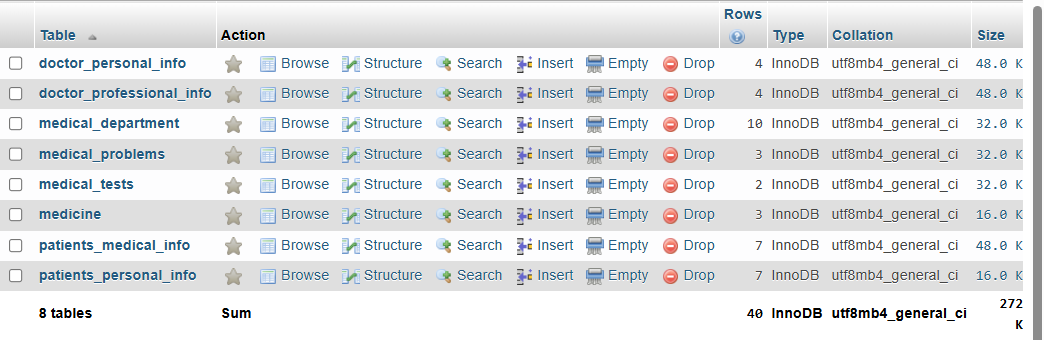 Table Action Rows Type Collation Size
doctor_personal_info Browse Structure Search Insert Empty Drop 4 InnoDB utf8mb4_general_ci 48.0 K
doctor_professional_info Browse Structure Search Insert Empty Drop 4 InnoDB utf8mb4_general_ci 48.0 K
medical_department Browse Structure Search Insert Empty Drop 10 InnoDB utf8mb4_general_ci 32.0 K
medical_problems Browse Structure Search Insert Empty Drop 3 InnoDB utf8mb4_general_ci 32.0 K
medical_tests Browse Structure Search Insert Empty Drop 2 InnoDB utf8mb4_general_ci 32.0 K
medicine Browse Structure Search Insert Empty Drop 3 InnoDB utf8mb4_general_ci 16.0 K
patients_medical_info Browse Structure Search Insert Empty Drop 7 InnoDB utf8mb4_general_ci 48.0 K
patients_personal_info Browse Structure Search Insert Empty Drop 7 InnoDB utf8mb4_general_ci 16.0 K
8 tables Sum 40 InnoDB utf8mb4_general_ci 272 K